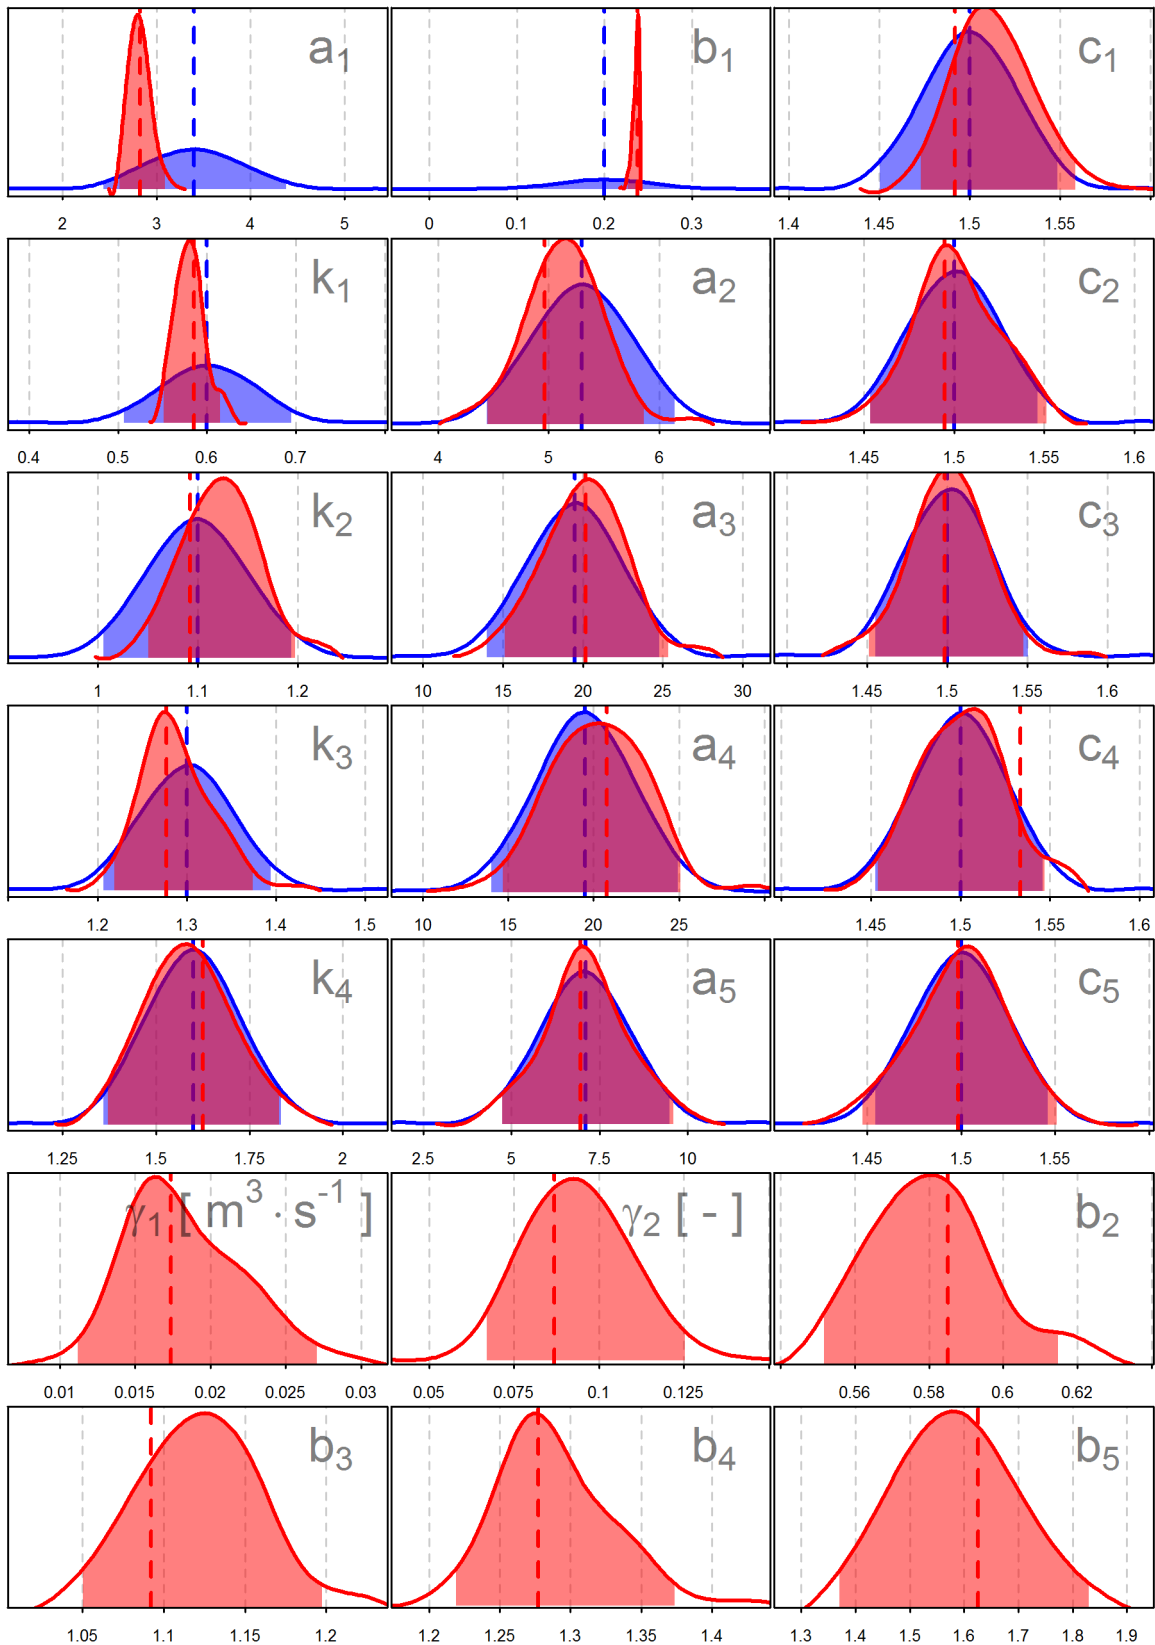 a₁ b₁ c₁
2 3 4 5 0 0.1 0.2 0.3 1.4 1.45 1.5 1.55
k₁ a₂ c₂
0.4 0.5 0.6 0.7 4 5 6 1.45 1.5 1.55 1.6
k₂ a₃ c₃
1 1.1 1.2 10 15 20 25 30 1.45 1.5 1.55 1.6
k₃ a₄ c₄
1.2 1.3 1.4 1.5 10 15 20 25 1.45 1.5 1.55 1.6
k₄ a₅ c₅
1.25 1.5 1.75 2 2.5 5 7.5 10 1.45 1.5 1.55
γ₁ [ m³ · s⁻¹ ] γ₂ [ - ] b₂
0.01 0.015 0.02 0.025 0.03 0.05 0.075 0.1 0.125 0.56 0.58 0.6 0.62
b₃ b₄ b₅
1.05 1.1 1.15 1.2 1.2 1.25 1.3 1.35 1.4 1.3 1.4 1.5 1.6 1.7 1.8 1.9